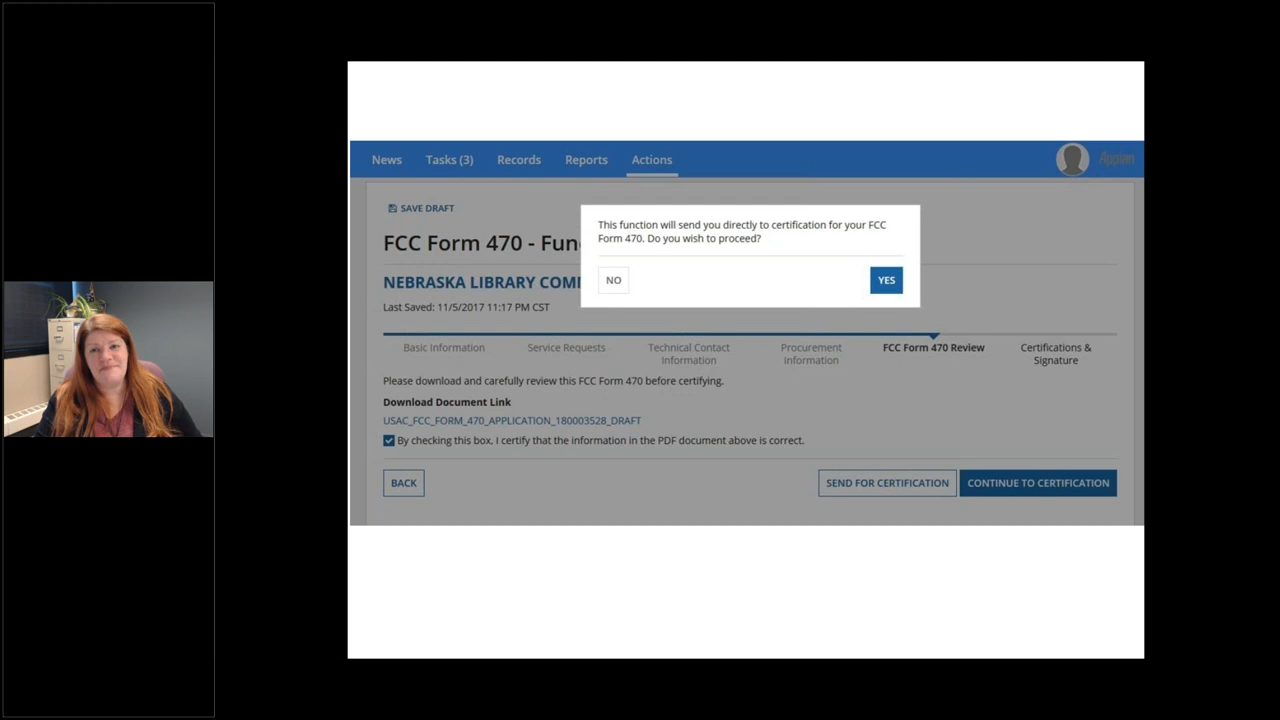 News Tasks (3) Records Reports Actions Appian
SAVE DRAFT
This function will send you directly to certification for your FCC
Form 470. Do you wish to proceed?
NO YES
FCC Form 470 - Fun
NEBRASKA LIBRARY COM
Last Saved: 11/5/2017 11:17 PM CST
Basic Information Service Requests Technical Contact Procurement FCC Form 470 Review Certifications &
Information Information Signature
Please download and carefully review this FCC Form 470 before certifying.
Download Document Link
USAC_FCC_FORM_470_APPLICATION_180003528_DRAFT
By checking this box, I certify that the information in the PDF document above is correct.
BACK SEND FOR CERTIFICATION CONTINUE TO CERTIFICATION